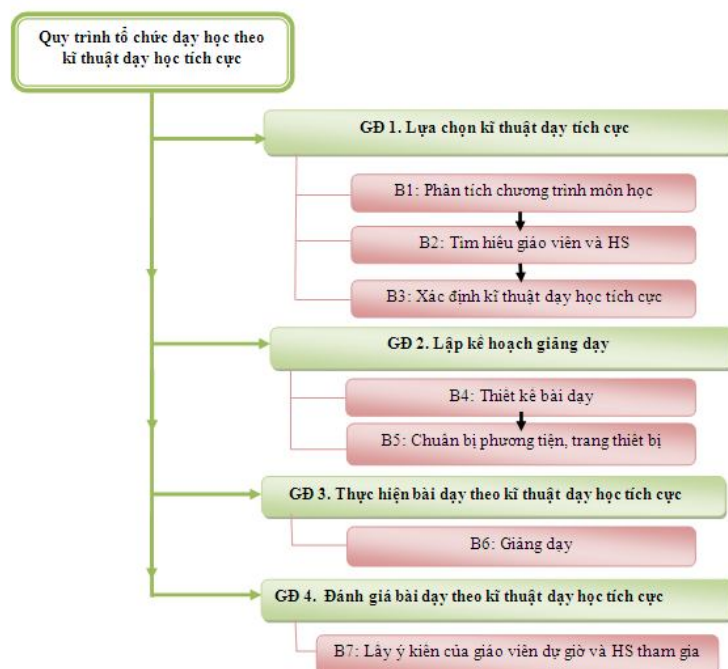 Quy trình tổ chức dạy học theo
kĩ thuật dạy học tích cực
GĐ 1. Lựa chọn kĩ thuật dạy tích cực
B1: Phân tích chương trình môn học
B2: Tìm hiểu giáo viên và HS
B3: Xác định kĩ thuật dạy học tích cực
GĐ 2. Lập kế hoạch giảng dạy
B4: Thiết kế bài dạy
B5: Chuẩn bị phương tiện, trang thiết bị
GĐ 3. Thực hiện bài dạy theo kĩ thuật dạy học tích cực
B6: Giảng dạy
GĐ 4. Đánh giá bài dạy theo kĩ thuật dạy học tích cực
B7: Lấy ý kiến của giáo viên dự giờ và HS tham gia